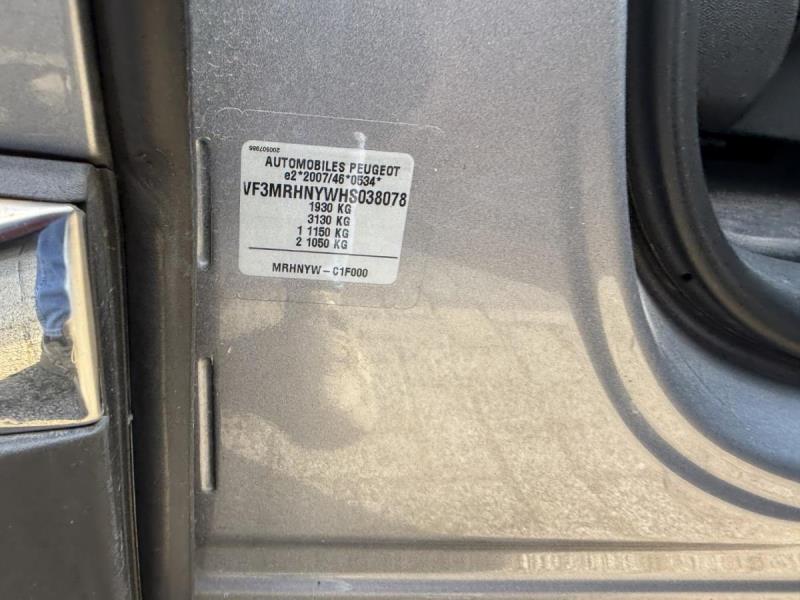 200507986
AUTOMOBILES PEUGEOT
e2*2007/46*0534*
VF3MRHNYWHS038078
1930 KG
3130 KG
1 1150 KG
2 1050 KG
MRHNYW-C1F000